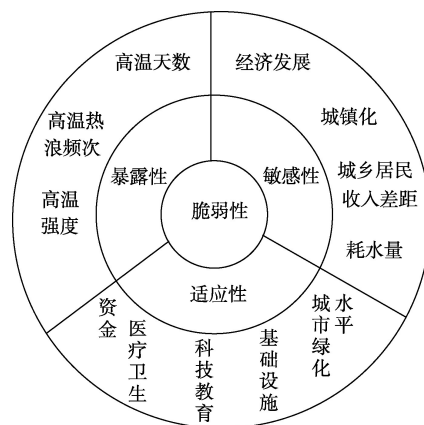 高温天数
高温热
浪频次
高温
强度
暴露性
经济发展
城镇化
城乡居民
收入差距
耗水量
敏感性
脆弱性
适应性
资金
医疗卫生
科技教育
基础设施
城市绿化
水平